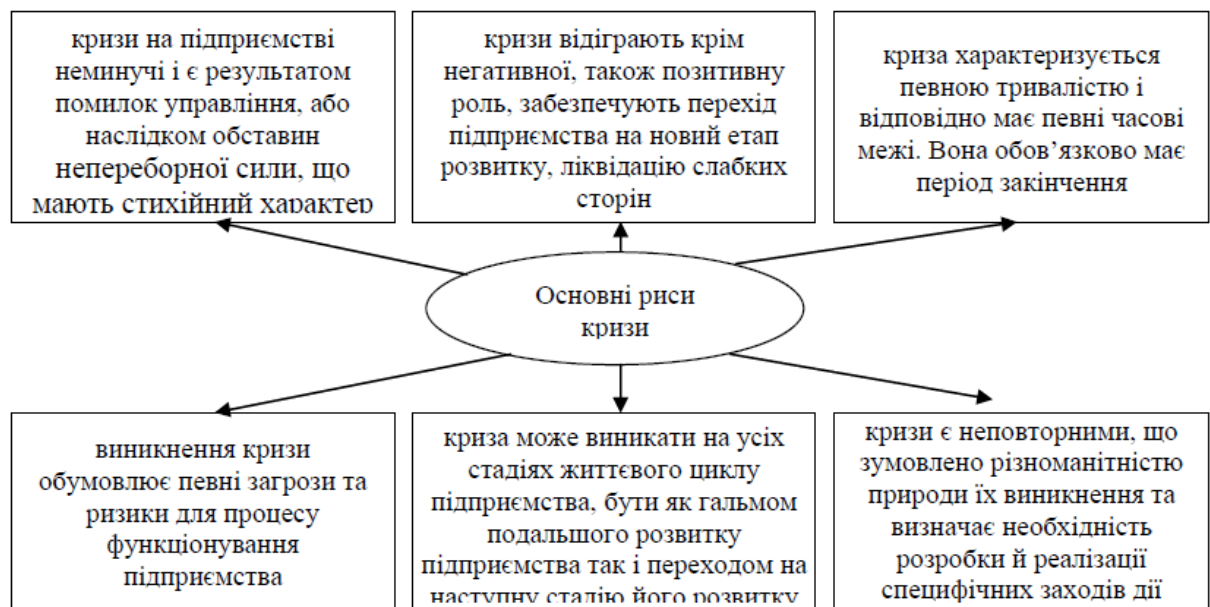 кризи на підприємстві
неминучі і є результатом
помилок управління, або
наслідком обставин
непереборної сили, що
мають стихійний характер
кризи відіграють крім
негативної, також позитивну
роль, забезпечують перехід
підприємства на новий етап
розвитку, ліквідацію слабких
сторін
криза характеризується
певною тривалістю і
відповідно має певні часові
межі. Вона обов’язково має
період закінчення
Основні риси
кризи
виникнення кризи
обумовлює певні загрози та
ризики для процесу
функціонування
підприємства
криза може виникати на усіх
стадіях життєвого циклу
підприємства, бути як гальмом
подальшого розвитку
підприємства так і переходом на
наступну стадію його розвитку
кризи є неповторними, що
зумовлено різноманітністю
природи їх виникнення та
визначає необхідність
розробки й реалізації
специфічних заходів дії